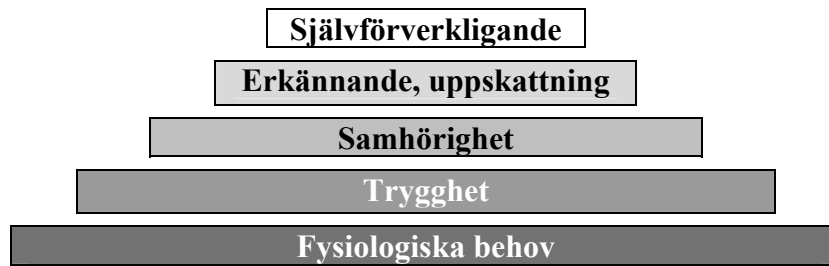 Självförverkligande
Erkännande, uppskattning
Samhörighet
Trygghet
Fysiologiska behov